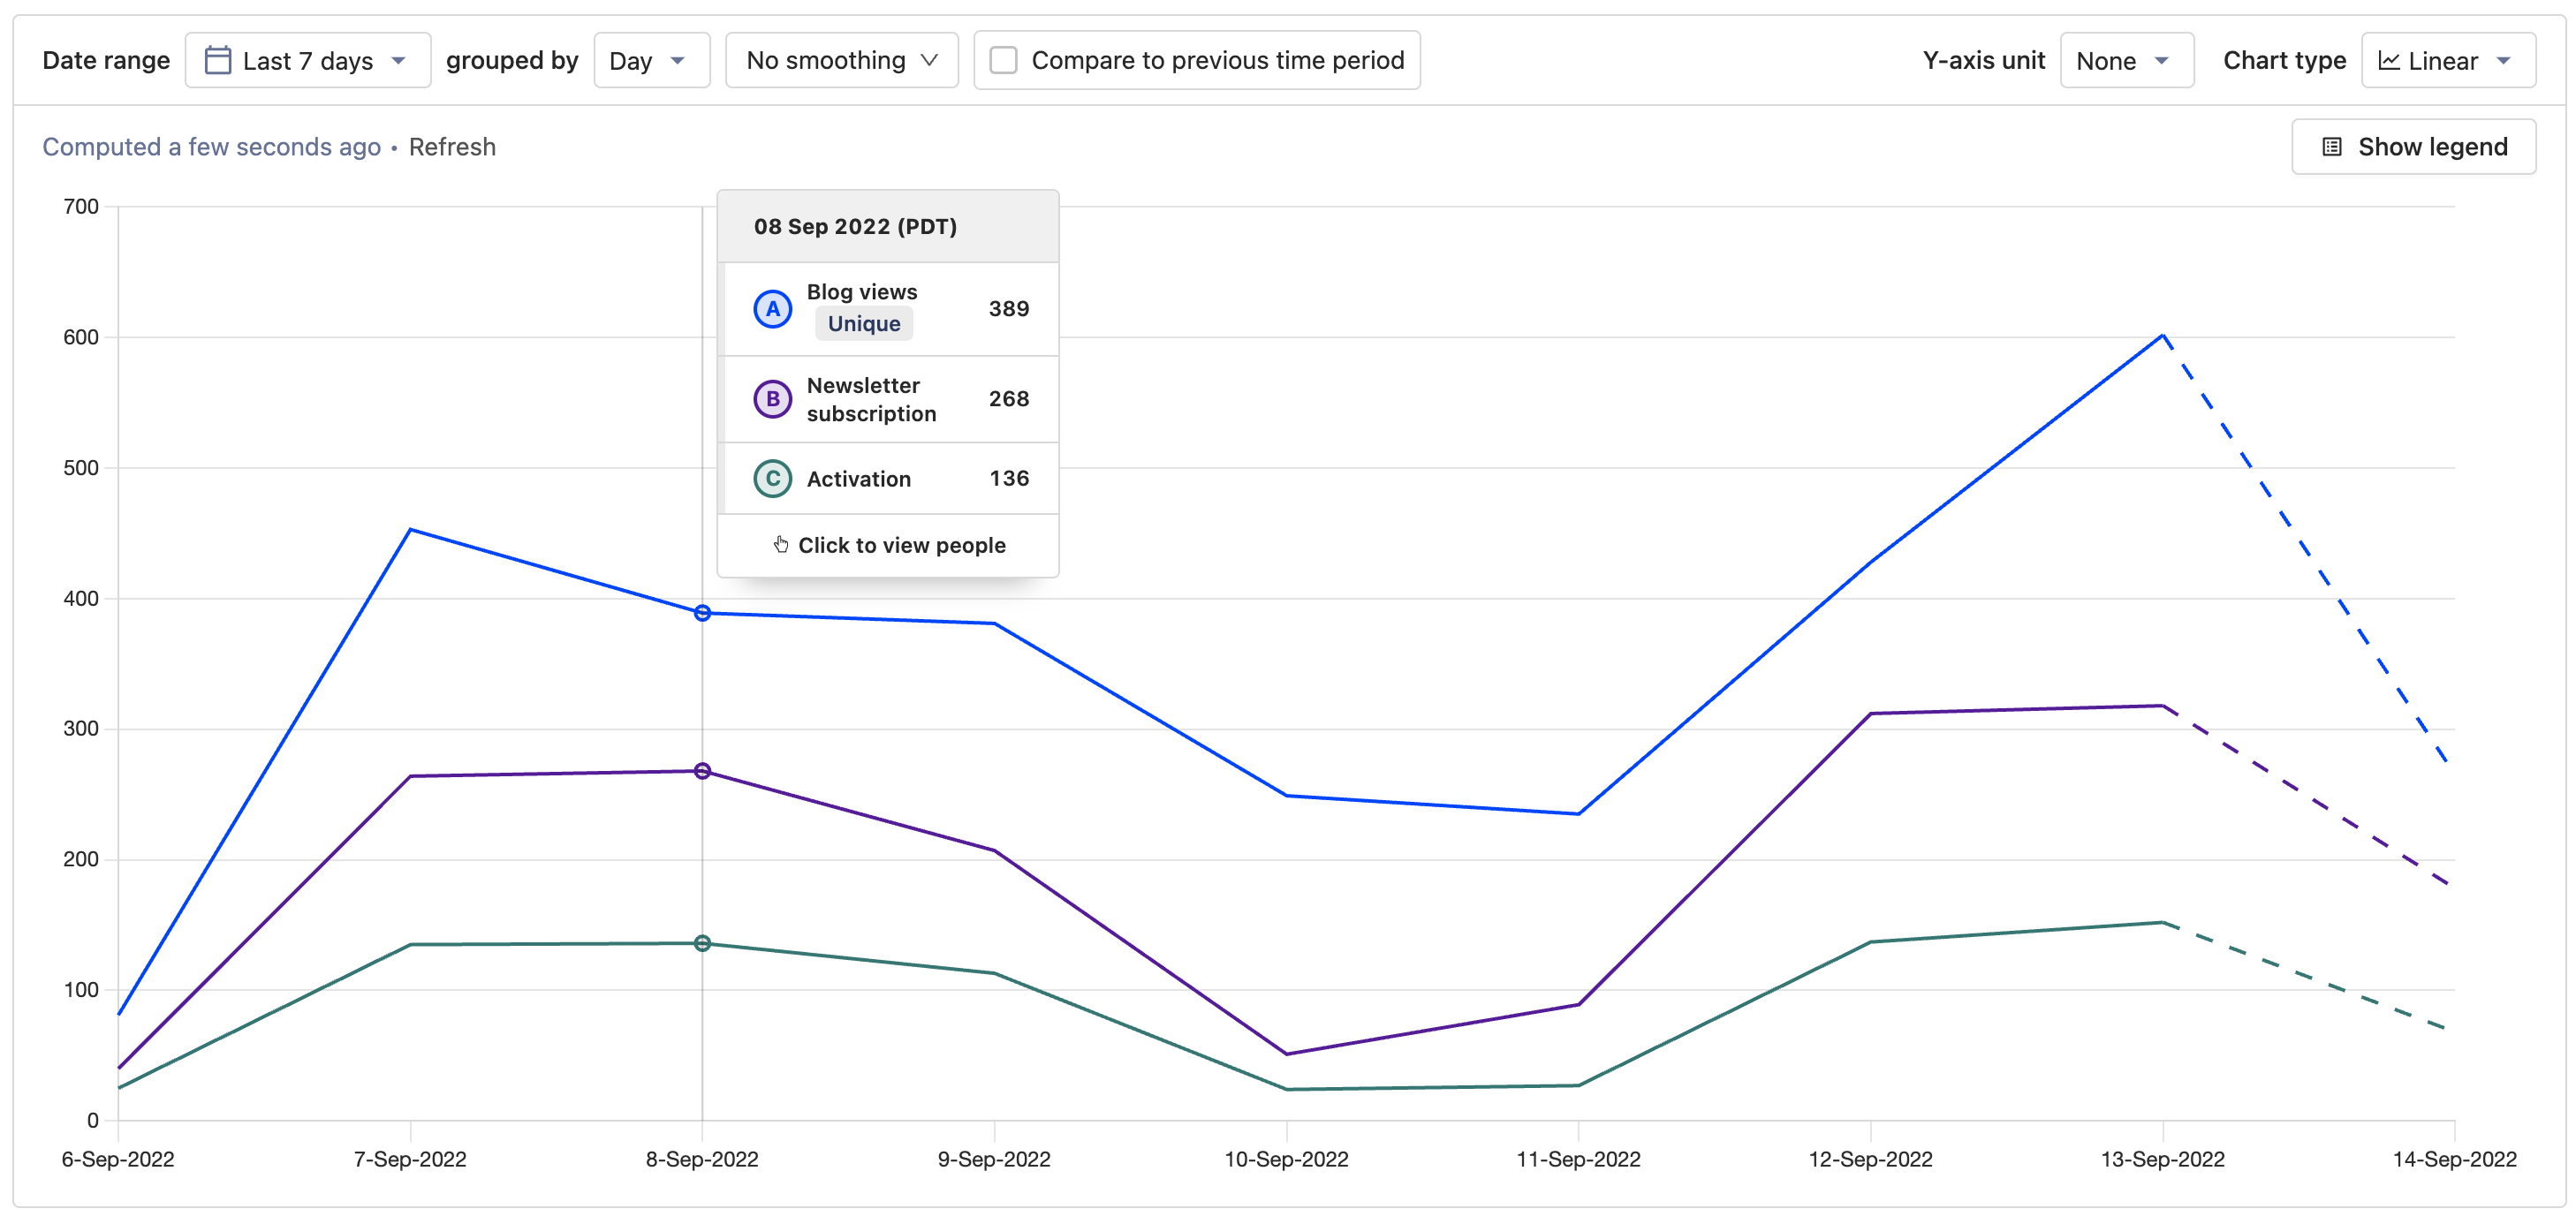 Date range Last 7 days grouped by Day No smoothing Compare to previous time period Y-axis unit None Chart type Linear
Computed a few seconds ago • Refresh Show legend
08 Sep 2022 (PDT)
A Blog views Unique 389
B Newsletter subscription 268
C Activation 136
Click to view people
700
600
500
400
300
200
100
0
6-Sep-2022 7-Sep-2022 8-Sep-2022 9-Sep-2022 10-Sep-2022 11-Sep-2022 12-Sep-2022 13-Sep-2022 14-Sep-2022